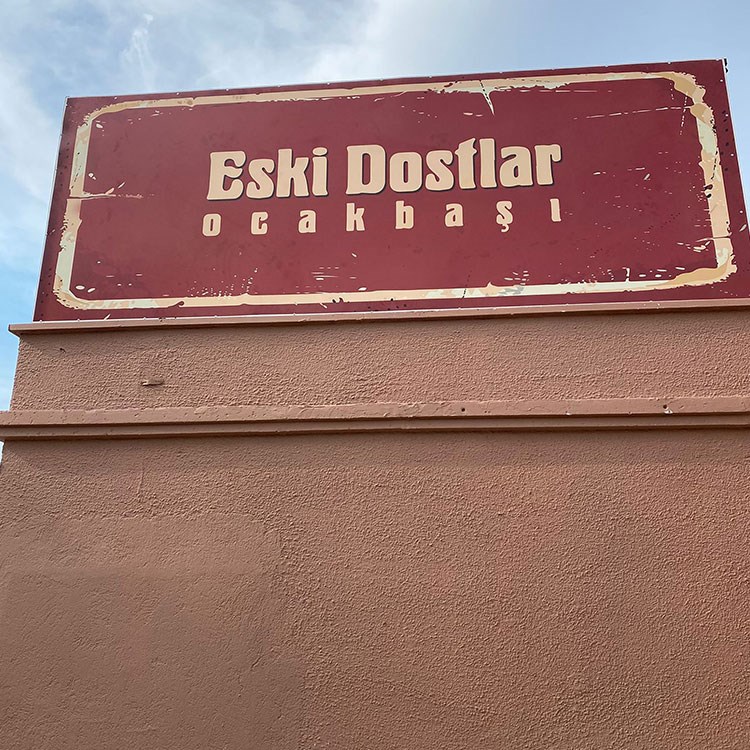 Eski Dostlar
ocakbaşı